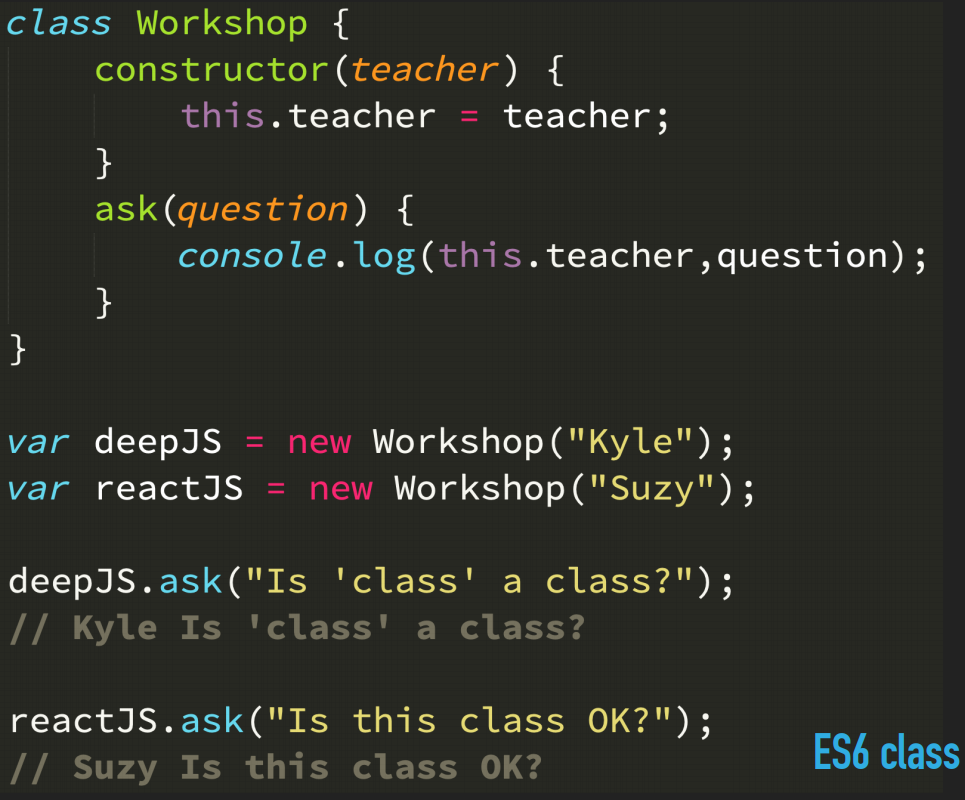 class Workshop {
    constructor(teacher) {
        this.teacher = teacher;
    }
    ask(question) {
        console.log(this.teacher,question);
    }
}
var deepJS = new Workshop("Kyle");
var reactJS = new Workshop("Suzy");
deepJS.ask("Is 'class' a class?");
// Kyle Is 'class' a class?
reactJS.ask("Is this class OK?");
// Suzy Is this class OK?
ES6 class